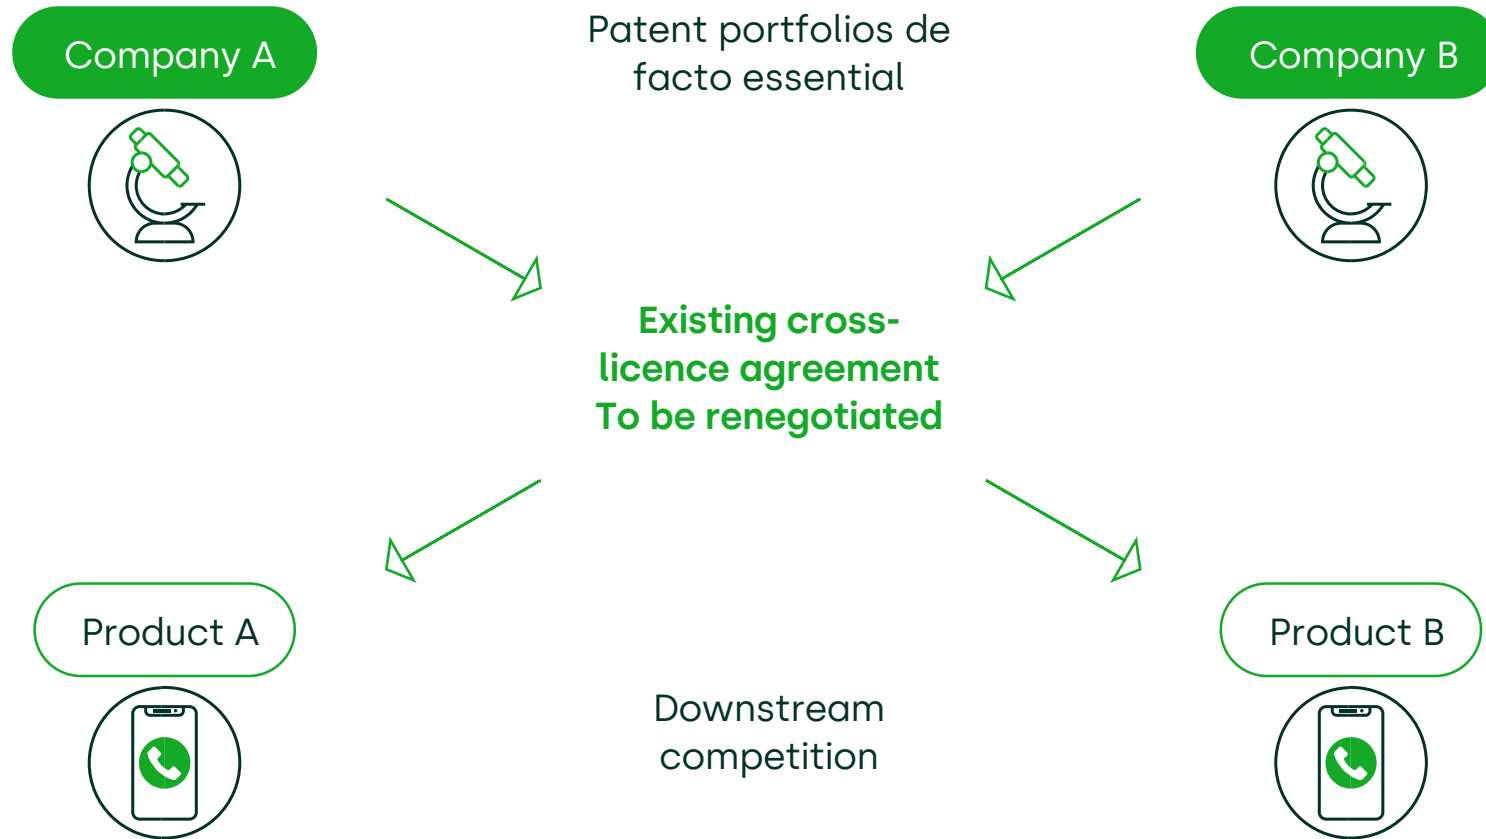 Company A
Patent portfolios de
facto essential
Company B
Existing cross-
licence agreement
To be renegotiated
Product A
Product B
Downstream
competition